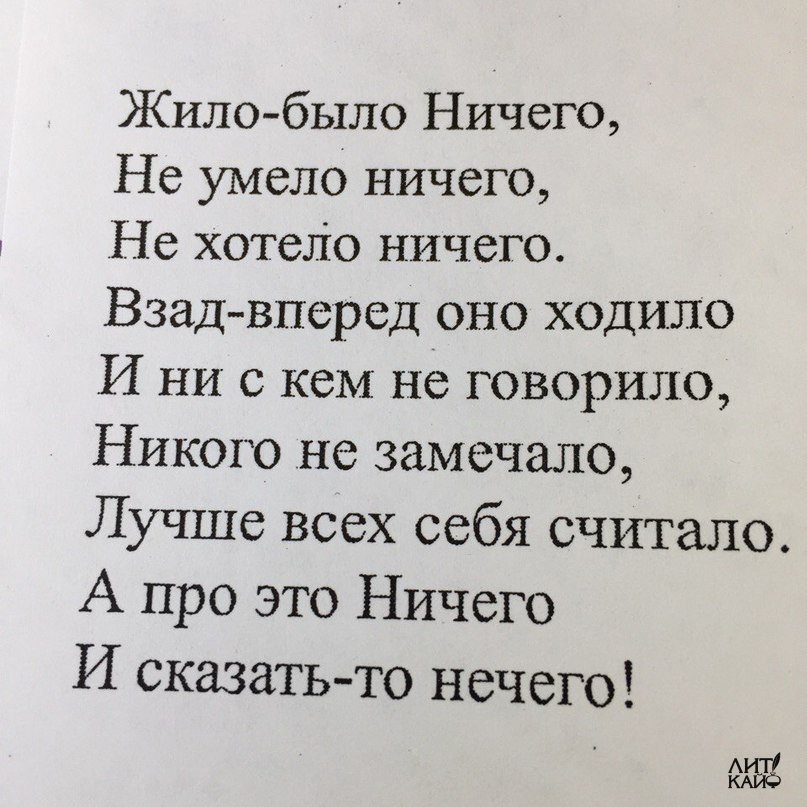 Жило-было Ничего,
Не умело ничего,
Не хотело ничего.
Взад-вперед оно ходило
И ни с кем не говорило,
Никого не замечало,
Лучше всех себя считало.
А про это Ничего
И сказать-то нечего!
ЛИТ
КАЙФ